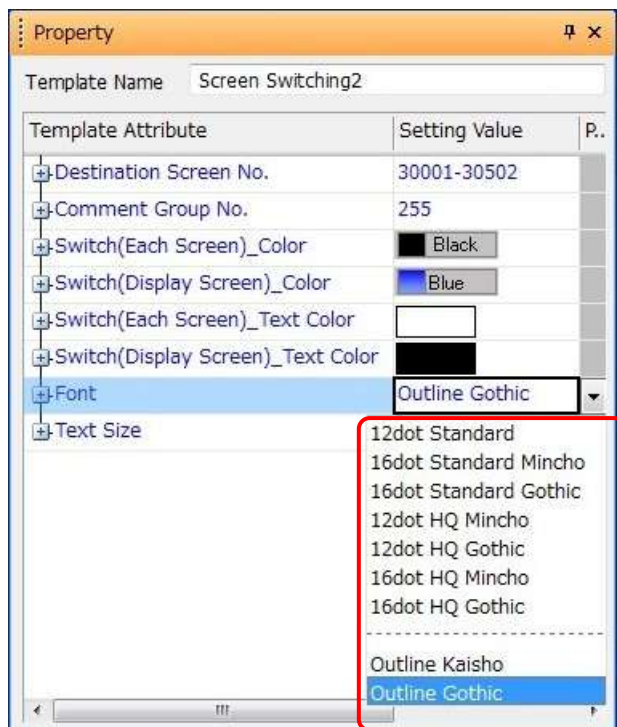 Property
Template Name Screen Switching2
Template Attribute Setting Value P..
Destination Screen No. 30001-30502
Comment Group No. 255
Switch(Each Screen)_Color Black
Switch(Display Screen)_Color Blue
Switch(Each Screen)_Text Color
Switch(Display Screen)_Text Color
Font Outline Gothic
Text Size
12dot Standard
16dot Standard Mincho
16dot Standard Gothic
12dot HQ Mincho
12dot HQ Gothic
16dot HQ Mincho
16dot HQ Gothic
Outline Kaisho
Outline Gothic